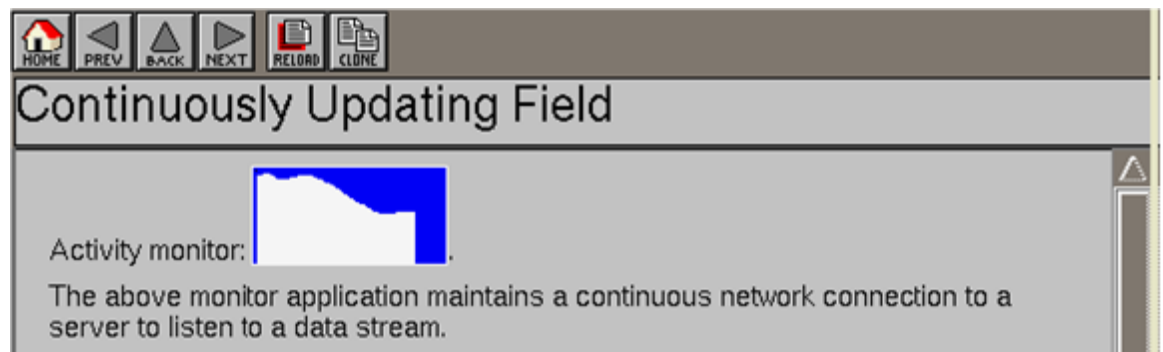 HOME PREV BACK NEXT RELOAD CLONE
Continuously Updating Field
Activity monitor: .
The above monitor application maintains a continuous network connection to a
server to listen to a data stream.